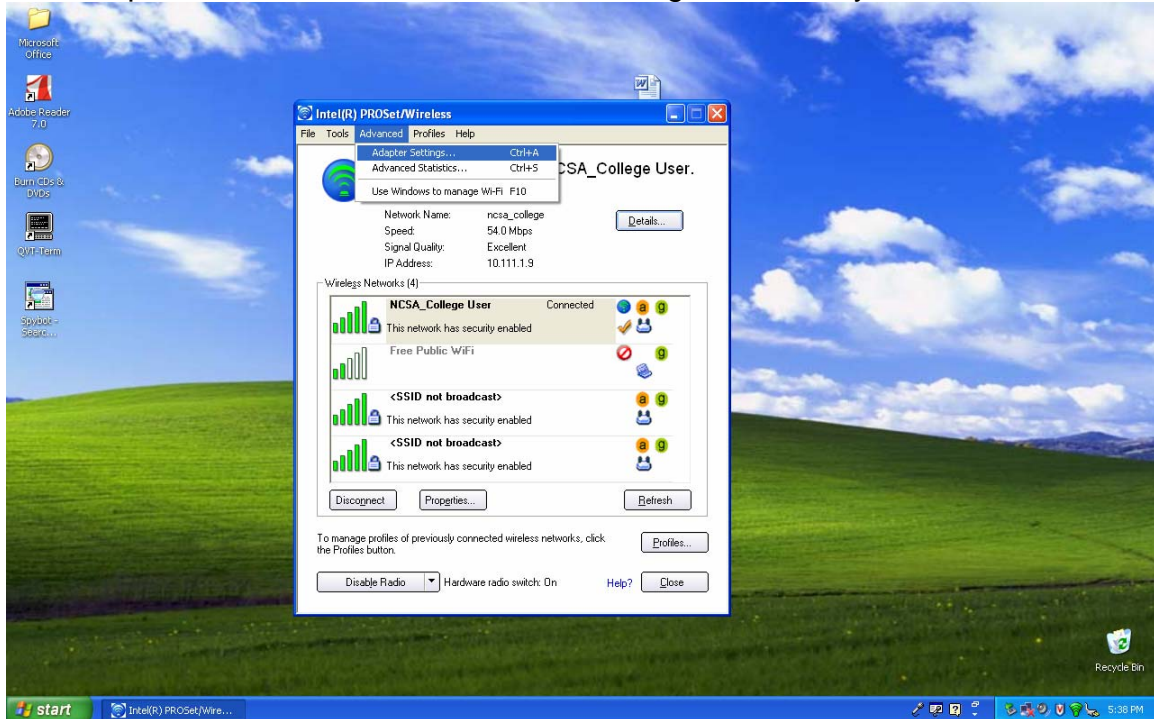 Microsoft
Office
Adobe Reader
7.0
Burn CDs &
DVDs
QVT-Term
Spybot -
Searc...
Intel(R) PROSet/Wireless
File Tools Advanced Profiles Help
Adapter Settings... Ctrl+A
Advanced Statistics... Ctrl+S
Use Windows to manage Wi-Fi F10
CSA_College User.
Network Name: ncsa_college
Details...
Speed: 54.0 Mbps
Signal Quality: Excellent
IP Address: 10.111.1.9
Wireless Networks (4)
NCSA_College User Connected
a g
This network has security enabled
Free Public WiFi
g
<SSID not broadcast>
a g
This network has security enabled
<SSID not broadcast>
a g
This network has security enabled
Disconnect Properties... Refresh
To manage profiles of previously connected wireless networks, click
the Profiles button.
Profiles...
Disable Radio Hardware radio switch: On Help? Close
Recycle Bin
start Intel(R) PROSet/Wire... 5:38 PM